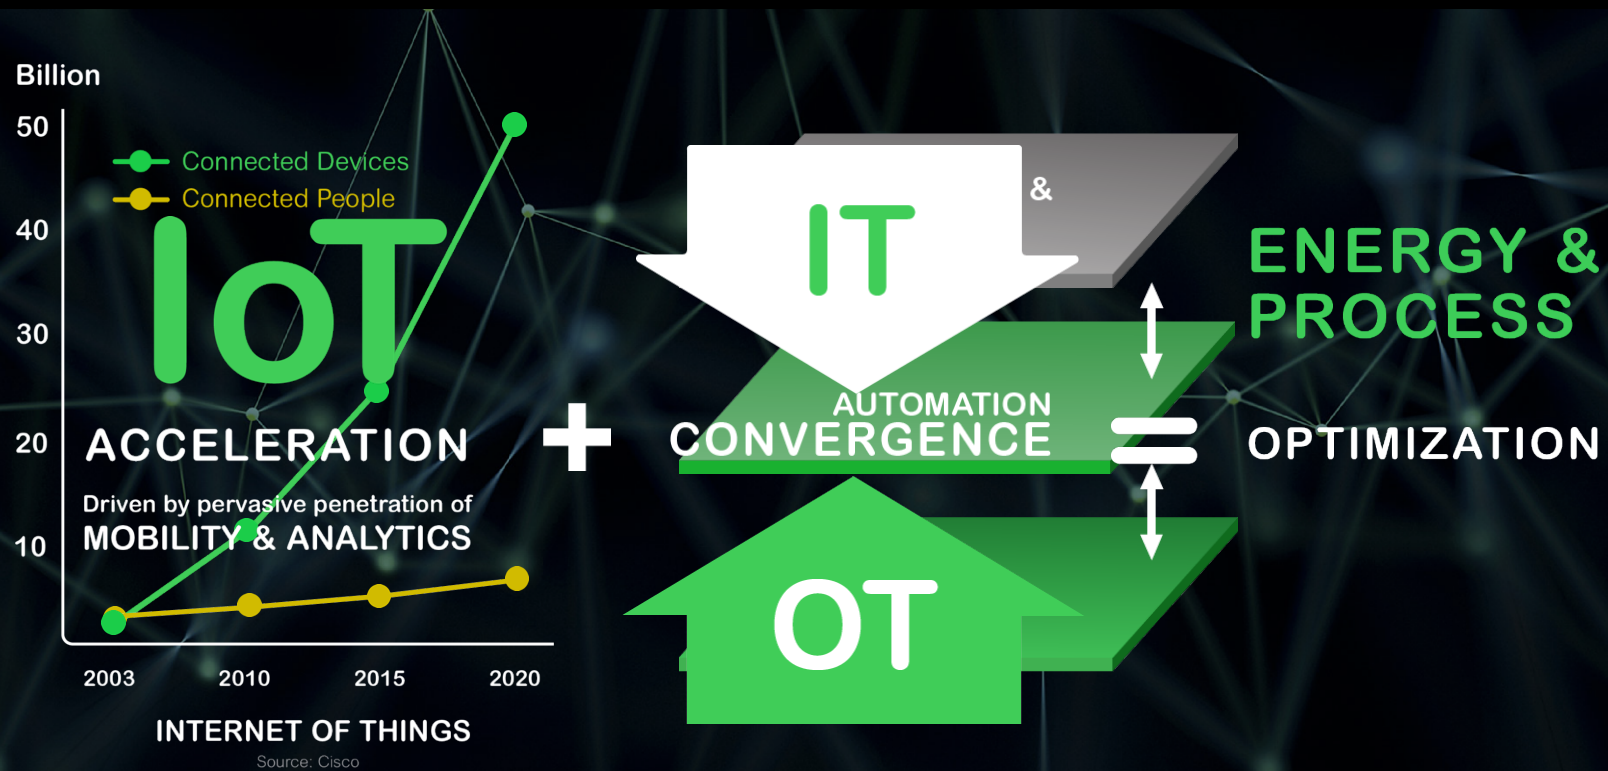 Billion
50
40
30
20
10
Connected Devices
Connected People
IoT
ACCELERATION
Driven by pervasive penetration of
MOBILITY & ANALYTICS
2003 2010 2015 2020
INTERNET OF THINGS
Source: Cisco
+
IT
&
AUTOMATION
CONVERGENCE
OT
=
ENERGY &
PROCESS
OPTIMIZATION